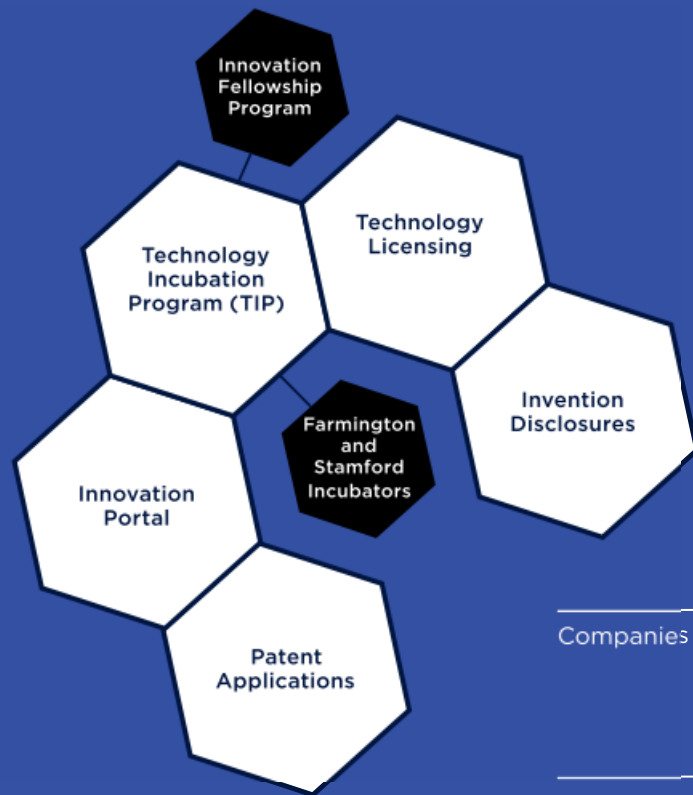 Innovation
Fellowship
Program
Technology
Licensing
Technology
Incubation
Program (TIP)
Invention
Disclosures
Farmington
and
Stamford
Incubators
Innovation
Portal
Companies
Patent
Applications